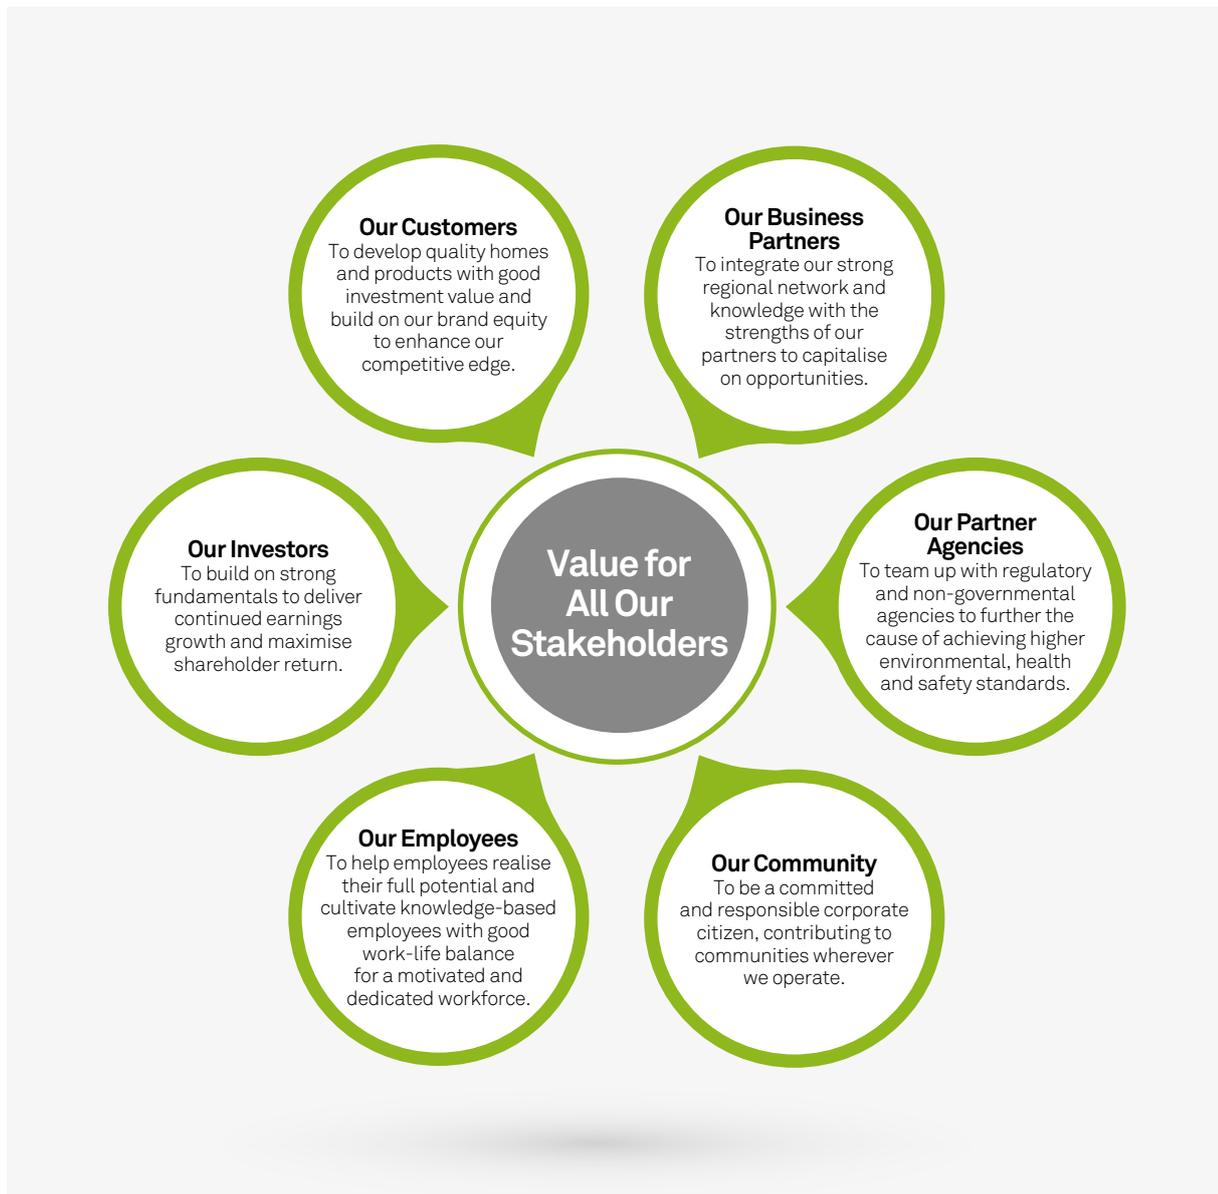 Our Customers
To develop quality homes
and products with good
investment value and
build on our brand equity
to enhance our
competitive edge.
Our Business
Partners
To integrate our strong
regional network and
knowledge with the
strengths of our
partners to capitalise
on opportunities.
Our Investors
To build on strong
fundamentals to deliver
continued earnings
growth and maximise
shareholder return.
Value for
All Our
Stakeholders
Our Partner
Agencies
To team up with regulatory
and non-governmental
agencies to further the
cause of achieving higher
environmental, health
and safety standards.
Our Employees
To help employees realise
their full potential and
cultivate knowledge-based
employees with good
work-life balance
for a motivated and
dedicated workforce.
Our Community
To be a committed
and responsible corporate
citizen, contributing to
communities wherever
we operate.